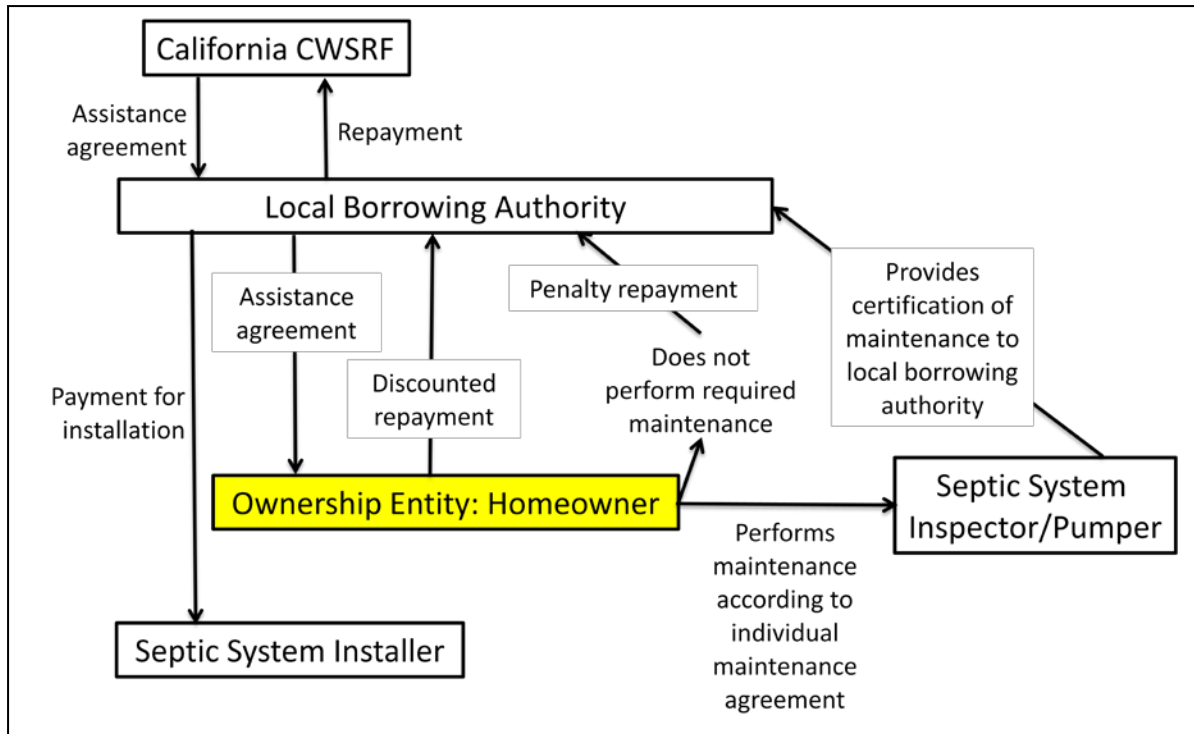 California CWSRF
Assistance
agreement
Repayment
Local Borrowing Authority
Assistance
agreement
Discounted
repayment
Penalty repayment
Does not
perform required
maintenance
Provides
certification of
maintenance to
local borrowing
authority
Payment for
installation
Ownership Entity: Homeowner
Septic System
Inspector/Pumper
Performs
maintenance
according to
individual
maintenance
agreement
Septic System Installer